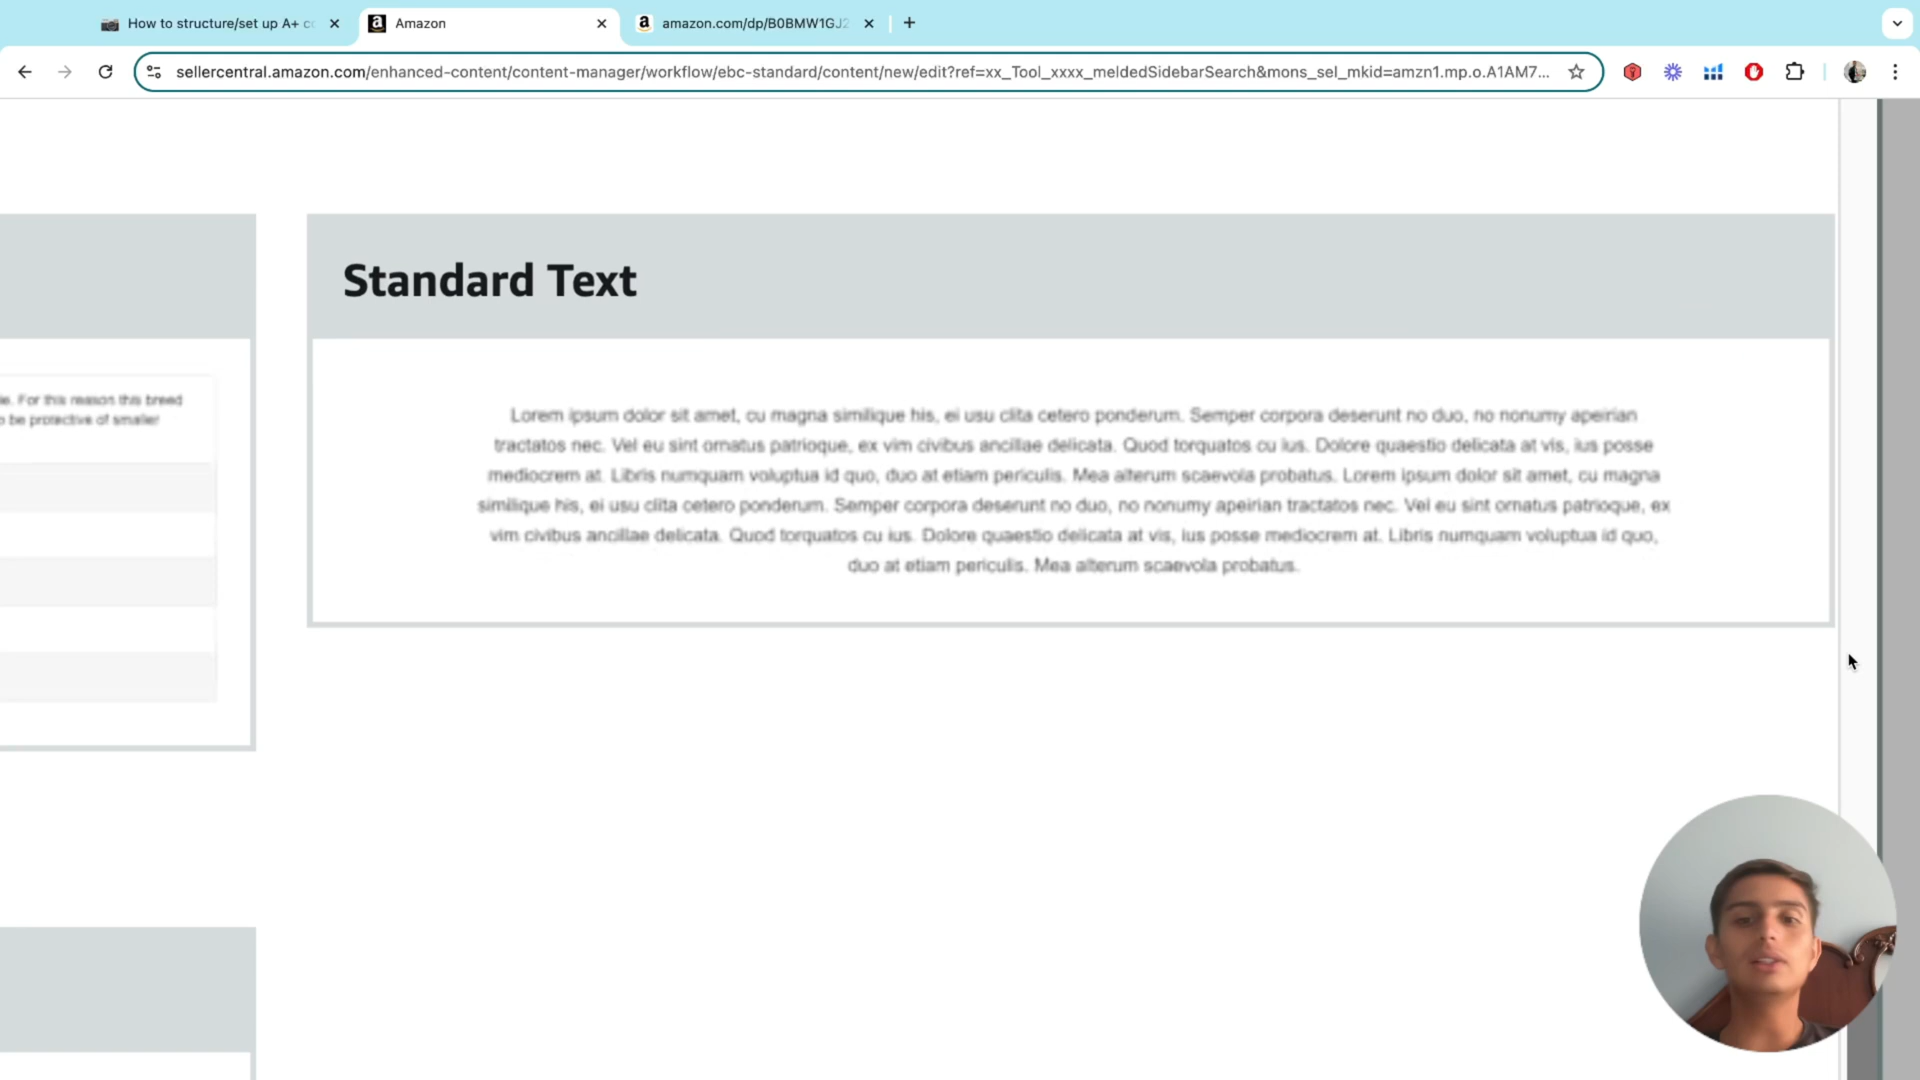 How to structure/set up A+ co
Amazon
amazon.com/dp/B0BMW1GJ2
sellercentral.amazon.com/enhanced-content/content-manager/workflow/ebc-standard/content/new/edit?ref=xx_Tool_xxxx_meldedSidebarSearch&mons_sel_mkid=amzn1.mp.o.A1AM7...
Standard Text
le. For this reason this breed
o be protective of smaller
Lorem ipsum dolor sit amet, cu magna similique his, ei usu clita cetero ponderum. Semper corpora deserunt no duo, no nonumy apeirian
tractatos nec. Vel eu sint ornatus patrioque, ex vim civibus ancillae delicata. Quod torquatos cu ius. Dolore quaestio delicata at vis, ius posse
mediocrem at. Libris numquam voluptua id quo, duo at etiam periculis. Mea alterum scaevola probatus. Lorem ipsum dolor sit amet, cu magna
similique his, ei usu clita cetero ponderum. Semper corpora deserunt no duo, no nonumy apeirian tractatos nec. Vel eu sint ornatus patrioque, ex
vim civibus ancillae delicata. Quod torquatos cu ius. Dolore quaestio delicata at vis, ius posse mediocrem at. Libris numquam voluptua id quo,
duo at etiam periculis. Mea alterum scaevola probatus.